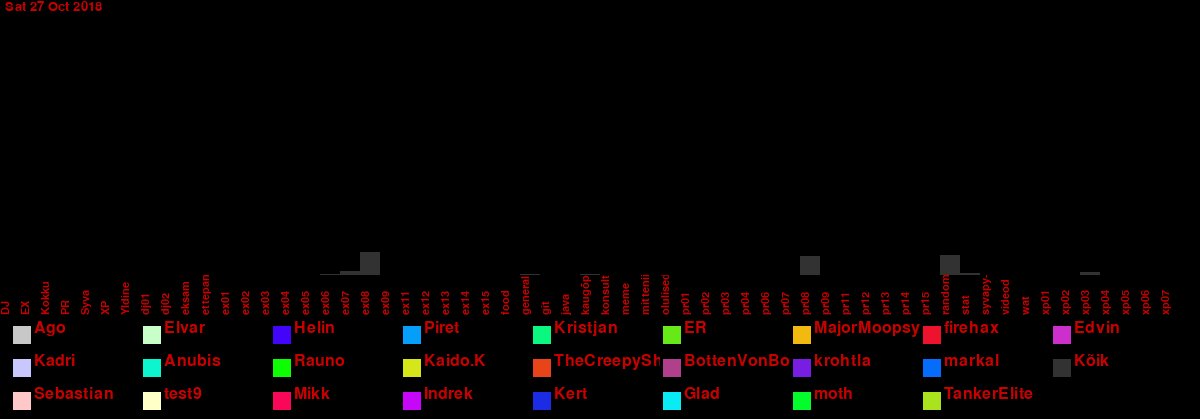 Sat 27 Oct 2018
DJ
EX
Kokku
PR
Syva
XP
Yldine
dj01
dj02
eksam
ettepan
ex01
ex02
ex03
ex04
ex05
ex06
ex07
ex08
ex09
ex11
ex12
ex13
ex14
ex15
food
general
git
java
kaugõp
konsult
meme
mittenii
olulised
pr01
pr02
pr03
pr04
pr06
pr07
pr08
pr09
pr11
pr12
pr13
pr14
pr15
random
stat
syvapy-
videod
wat
xp01
xp02
xp03
xp04
xp05
xp06
xp07
Ago Elvar Helin Piret Kristjan ER MajorMoopsy firehax Edvin
Kadri Anubis Rauno Kaido.K TheCreepySh BottenVonBo krohtla markal Kõik
Sebastian test9 Mikk Indrek Kert Glad moth TankerElite